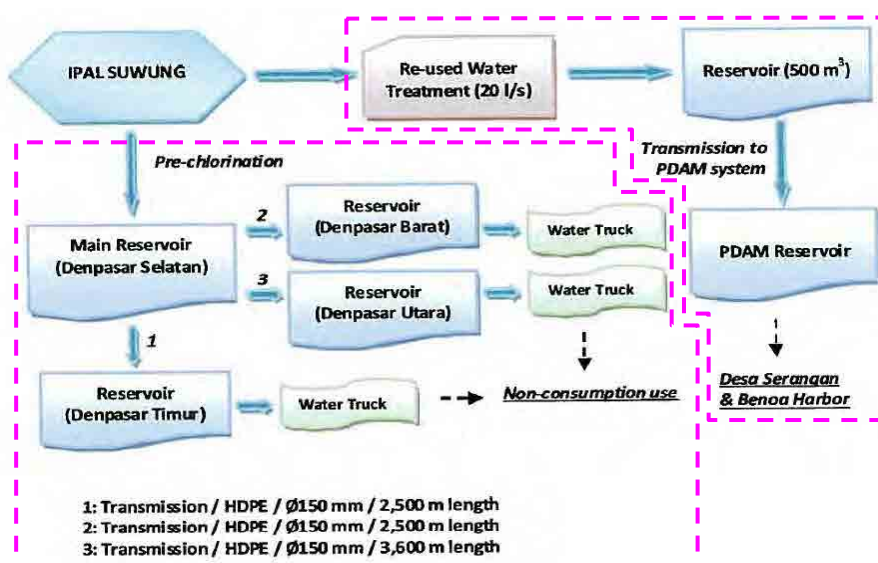 IPAL SUWUNG
Re-used Water
Treatment (20 l/s)
Reservoir (500 m³)
Pre-chlorination
Transmission to
PDAM system
2
Reservoir
(Denpasar Barat)
Water Truck
Main Reservoir
(Denpasar Selatan)
PDAM Reservoir
3
Reservoir
(Denpasar Utara)
Water Truck
1
Reservoir
(Denpasar Timur)
Water Truck
Non-consumption use
Desa Serangan
& Benoa Harbor
1: Transmission / HDPE / Ø150 mm / 2,500 m length
2: Transmission / HDPE / Ø150 mm / 2,500 m length
3: Transmission / HDPE / Ø150 mm / 3,600 m length